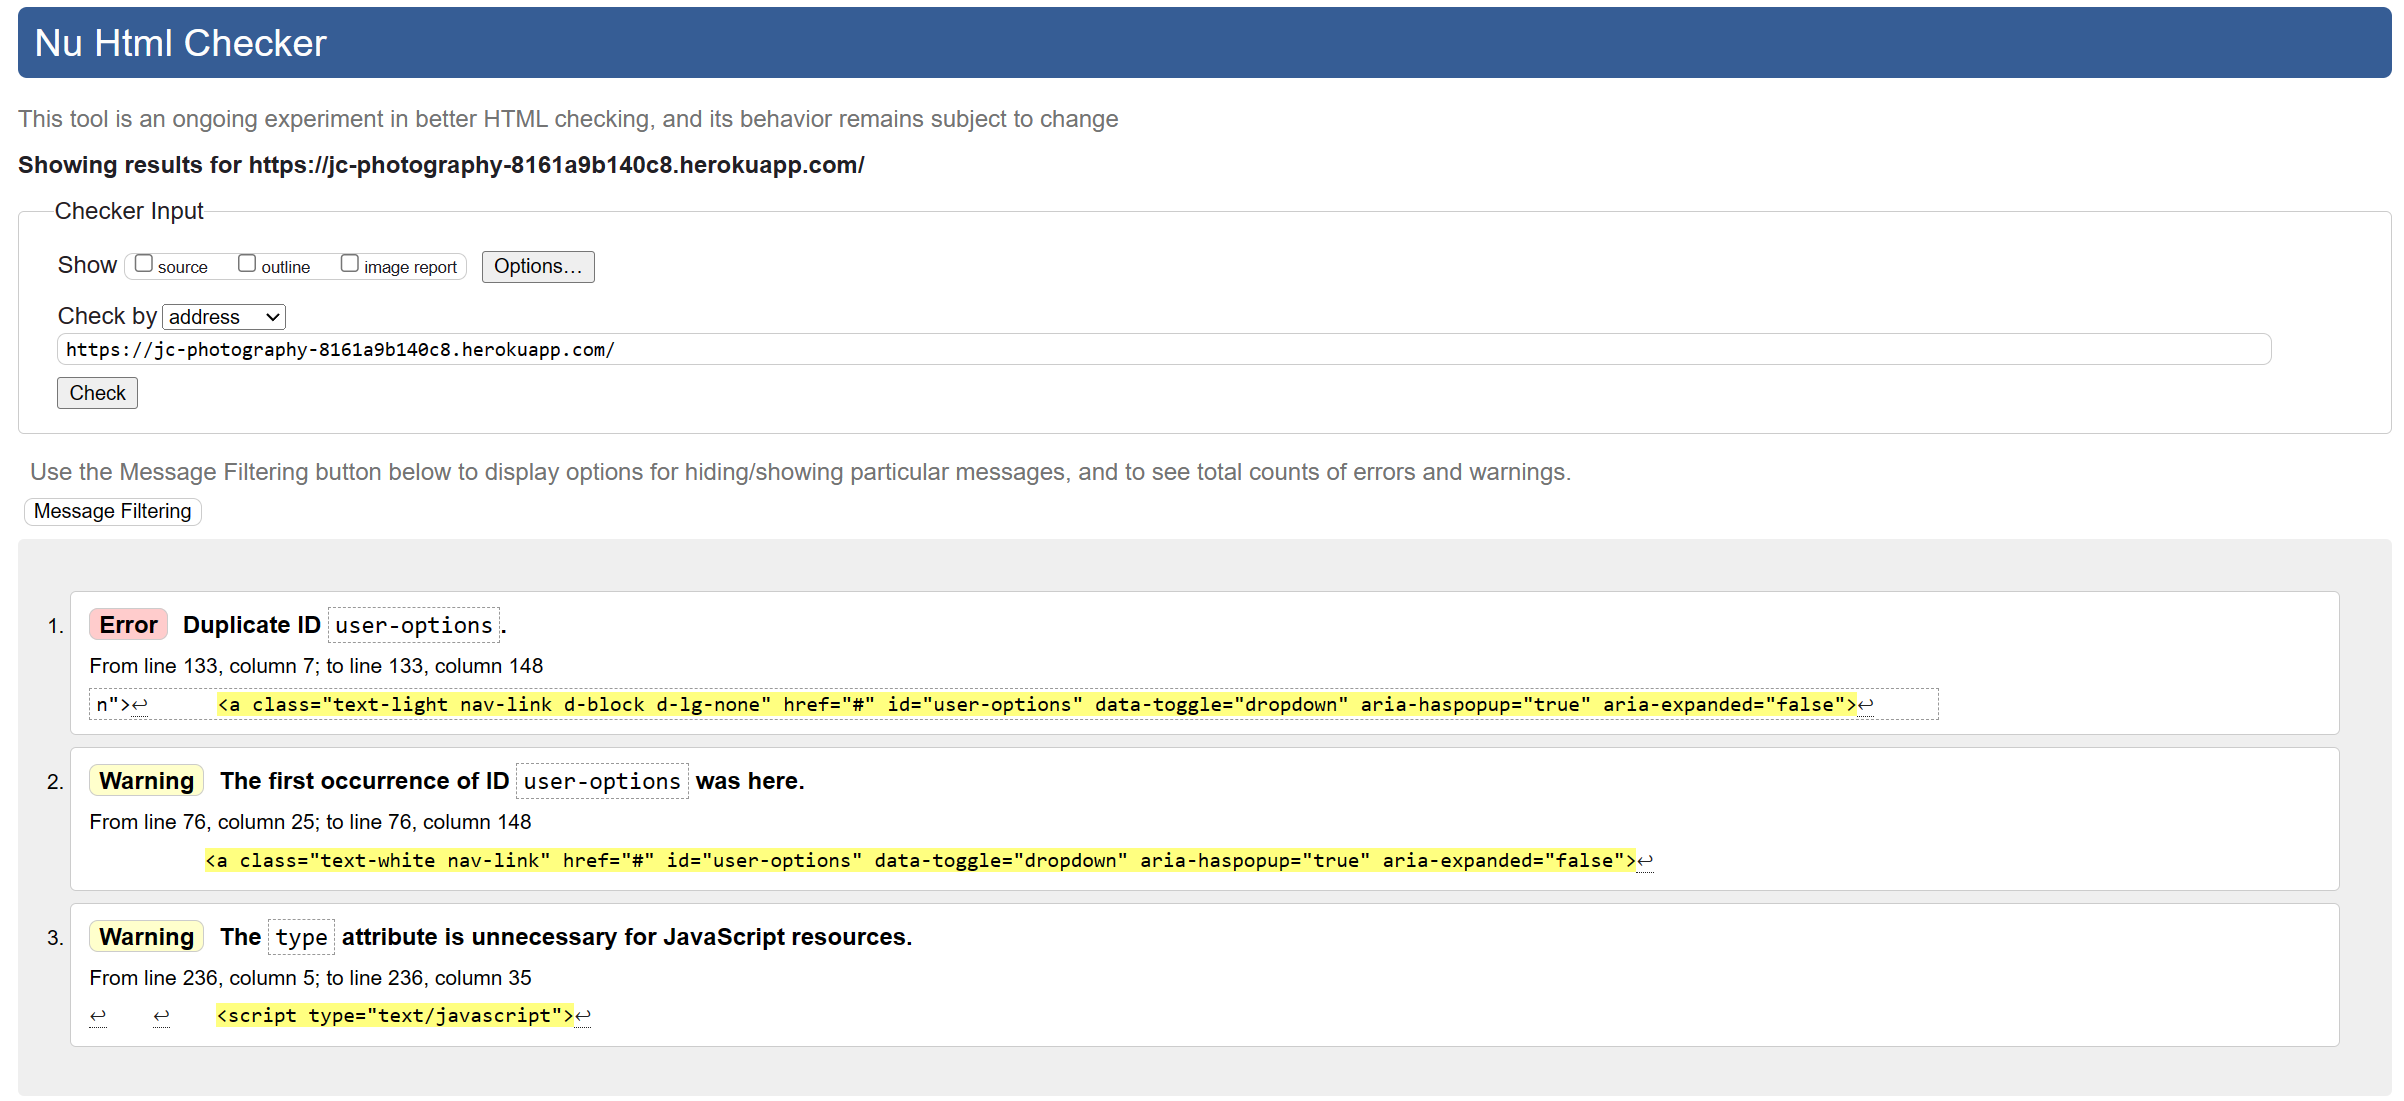 Nu Html Checker
This tool is an ongoing experiment in better HTML checking, and its behavior remains subject to change
Showing results for https://jc-photography-8161a9b140c8.herokuapp.com/
Checker Input
Show source outline image report Options...
Check by address
https://jc-photography-8161a9b140c8.herokuapp.com/
Check
Use the Message Filtering button below to display options for hiding/showing particular messages, and to see total counts of errors and warnings.
Message Filtering
1. Error Duplicate ID user-options.
From line 133, column 7; to line 133, column 148
n">↩ <a class="text-light nav-link d-block d-lg-none" href="#" id="user-options" data-toggle="dropdown" aria-haspopup="true" aria-expanded="false">↩
2. Warning The first occurrence of ID user-options was here.
From line 76, column 25; to line 76, column 148
<a class="text-white nav-link" href="#" id="user-options" data-toggle="dropdown" aria-haspopup="true" aria-expanded="false">↩
3. Warning The type attribute is unnecessary for JavaScript resources.
From line 236, column 5; to line 236, column 35
↩ ↩ <script type="text/javascript">↩